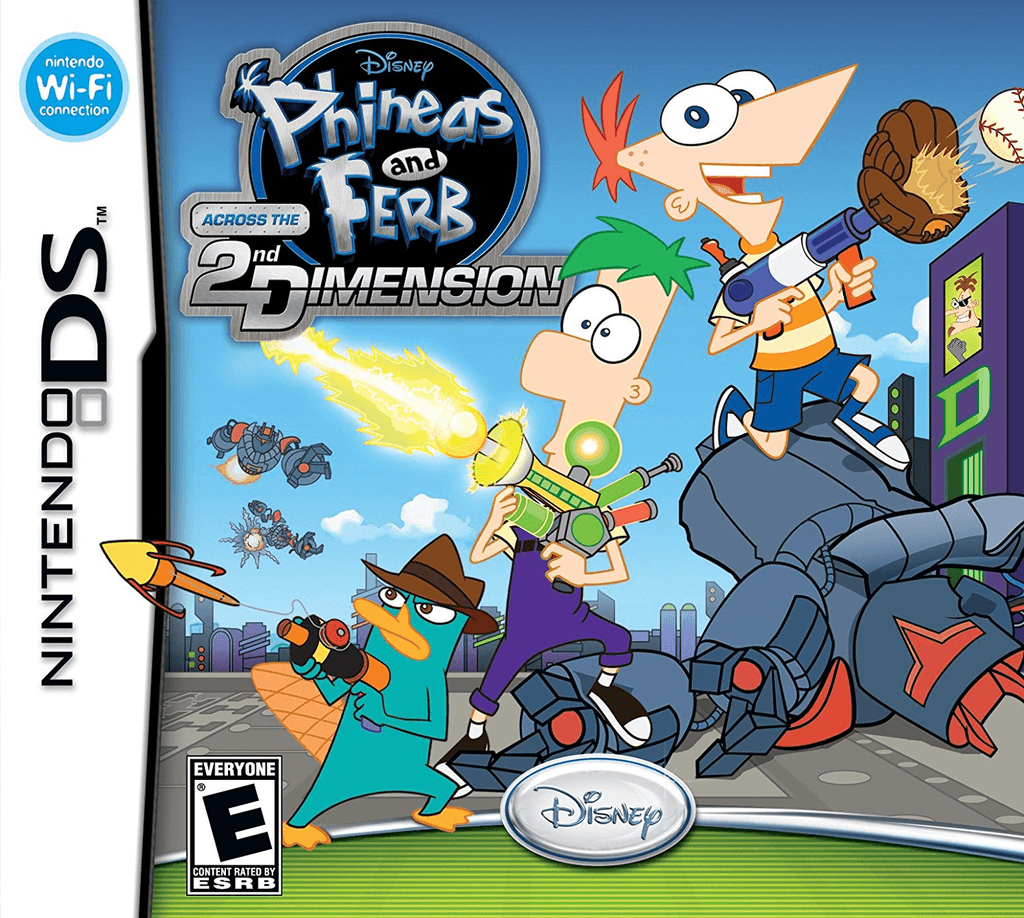 nintendo
Wi-Fi
connection
NINTENDO DS™
DISNEY
Phineas
and
FERB
ACROSS THE
2nd
DIMENSION
D
EVERYONE
®
E
CONTENT RATED BY
ESRB
DISNEY